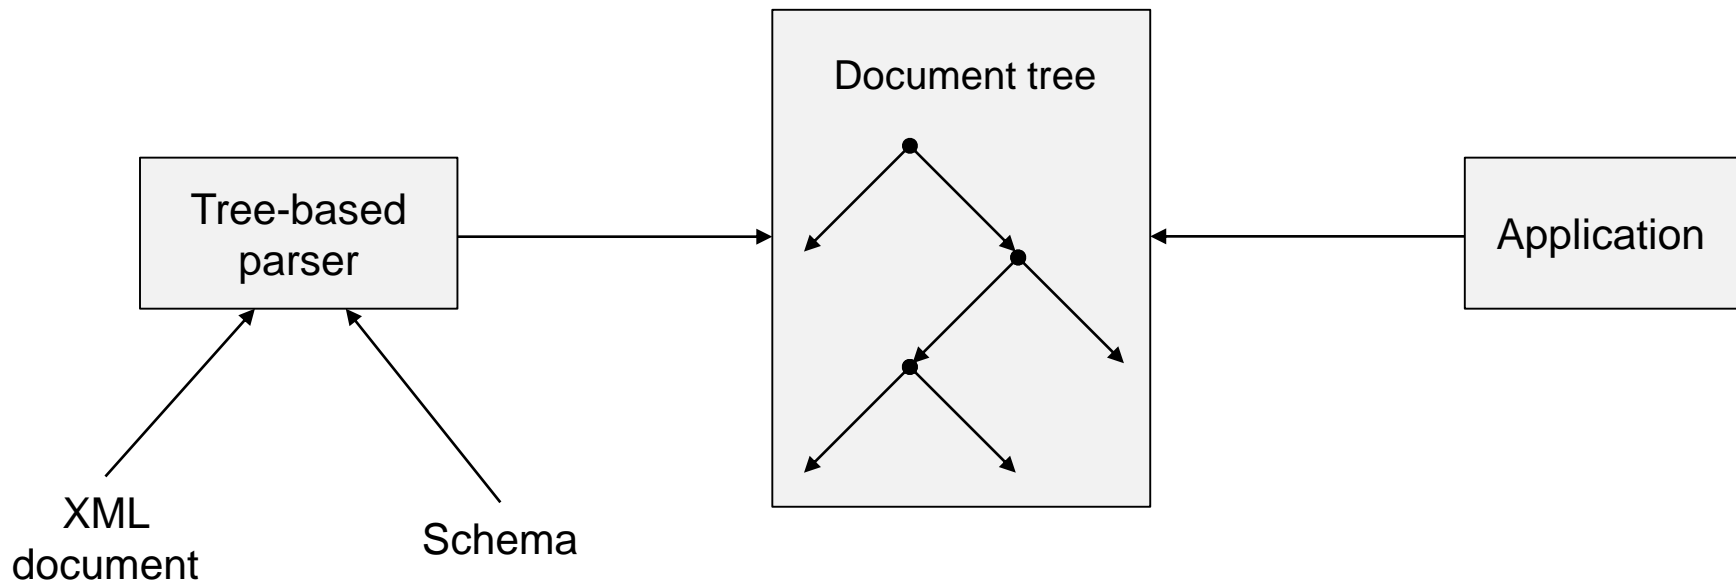 Document tree
Tree-based
parser
Application
XML
document
Schema